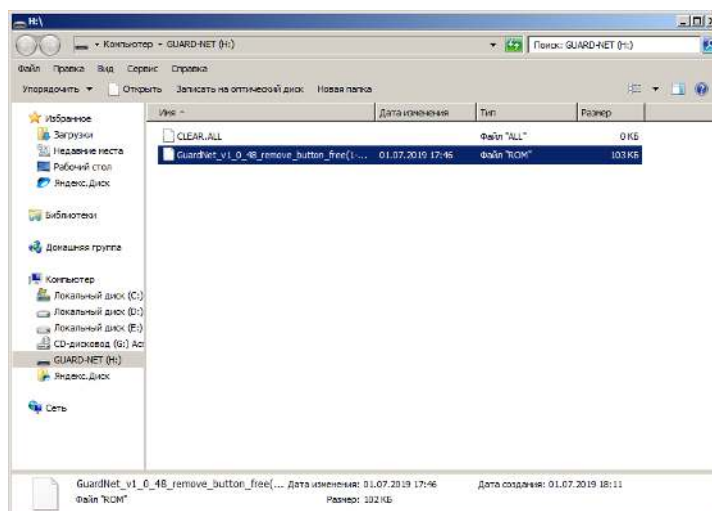 H:\
Компьютер - GUARD-NET (H:)
Поиск: GUARD-NET (H:)
Файл Правка Вид Сервис Справка
Упорядочить Открыть Записать на оптический диск Новая папка
Имя Дата изменения Тип Размер
CLEAR.ALL Файл "ALL" 0 КБ
GuardNet_v1_0_48_remove_button_free(1-... 01.07.2019 17:46 Файл "ROM" 103 КБ
Избранное
Загрузки
Недавние места
Рабочий стол
Яндекс.Диск
Библиотеки
Домашняя группа
Компьютер
Локальный диск (C:)
Локальный диск (D:)
Локальный диск (E:)
CD-дисковод (G:)
GUARD-NET (H:)
Яндекс.Диск
Сеть
GuardNet_v1_0_48_remove_button_free(... Дата изменения: 01.07.2019 17:46 Дата создания: 01.07.2019 18:11
Файл "ROM" Размер: 102 КБ